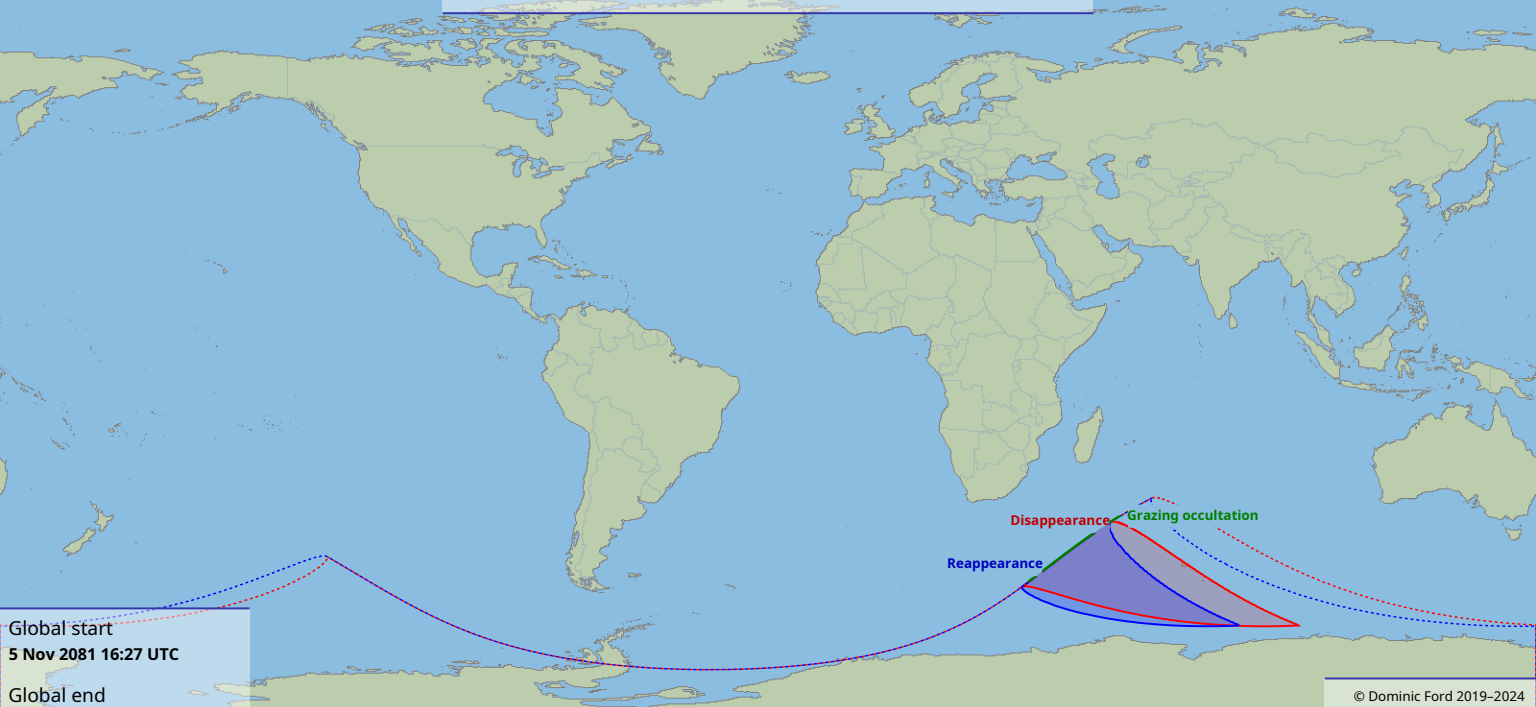 Grazing occultation
Disappearance
Reappearance
Global start
5 Nov 2081 16:27 UTC
Global end
© Dominic Ford 2019–2024